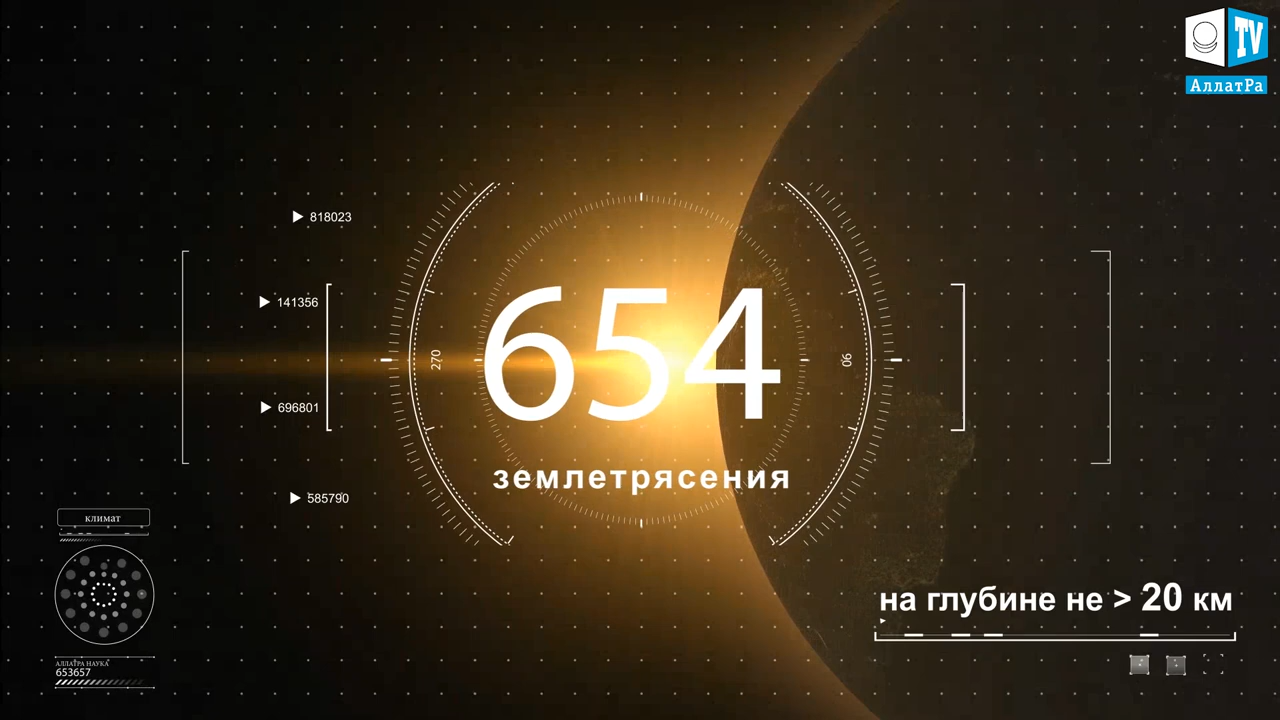 TV
АллатРа
818023
141356
270
90
654
696801
землетрясения
585790
климат
на глубине не > 20 км
АЛЛАТРА НАУКА
653657